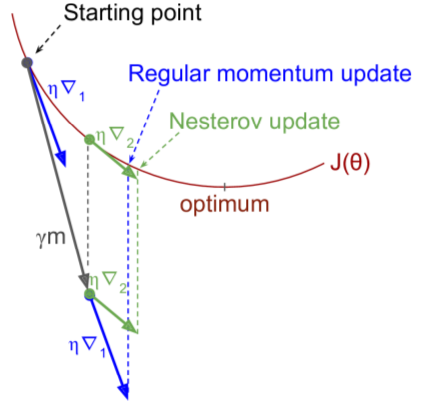 Starting point
η∇1
Regular momentum update
Nesterov update
η∇2
J(θ)
optimum
γm
η∇2
η∇1